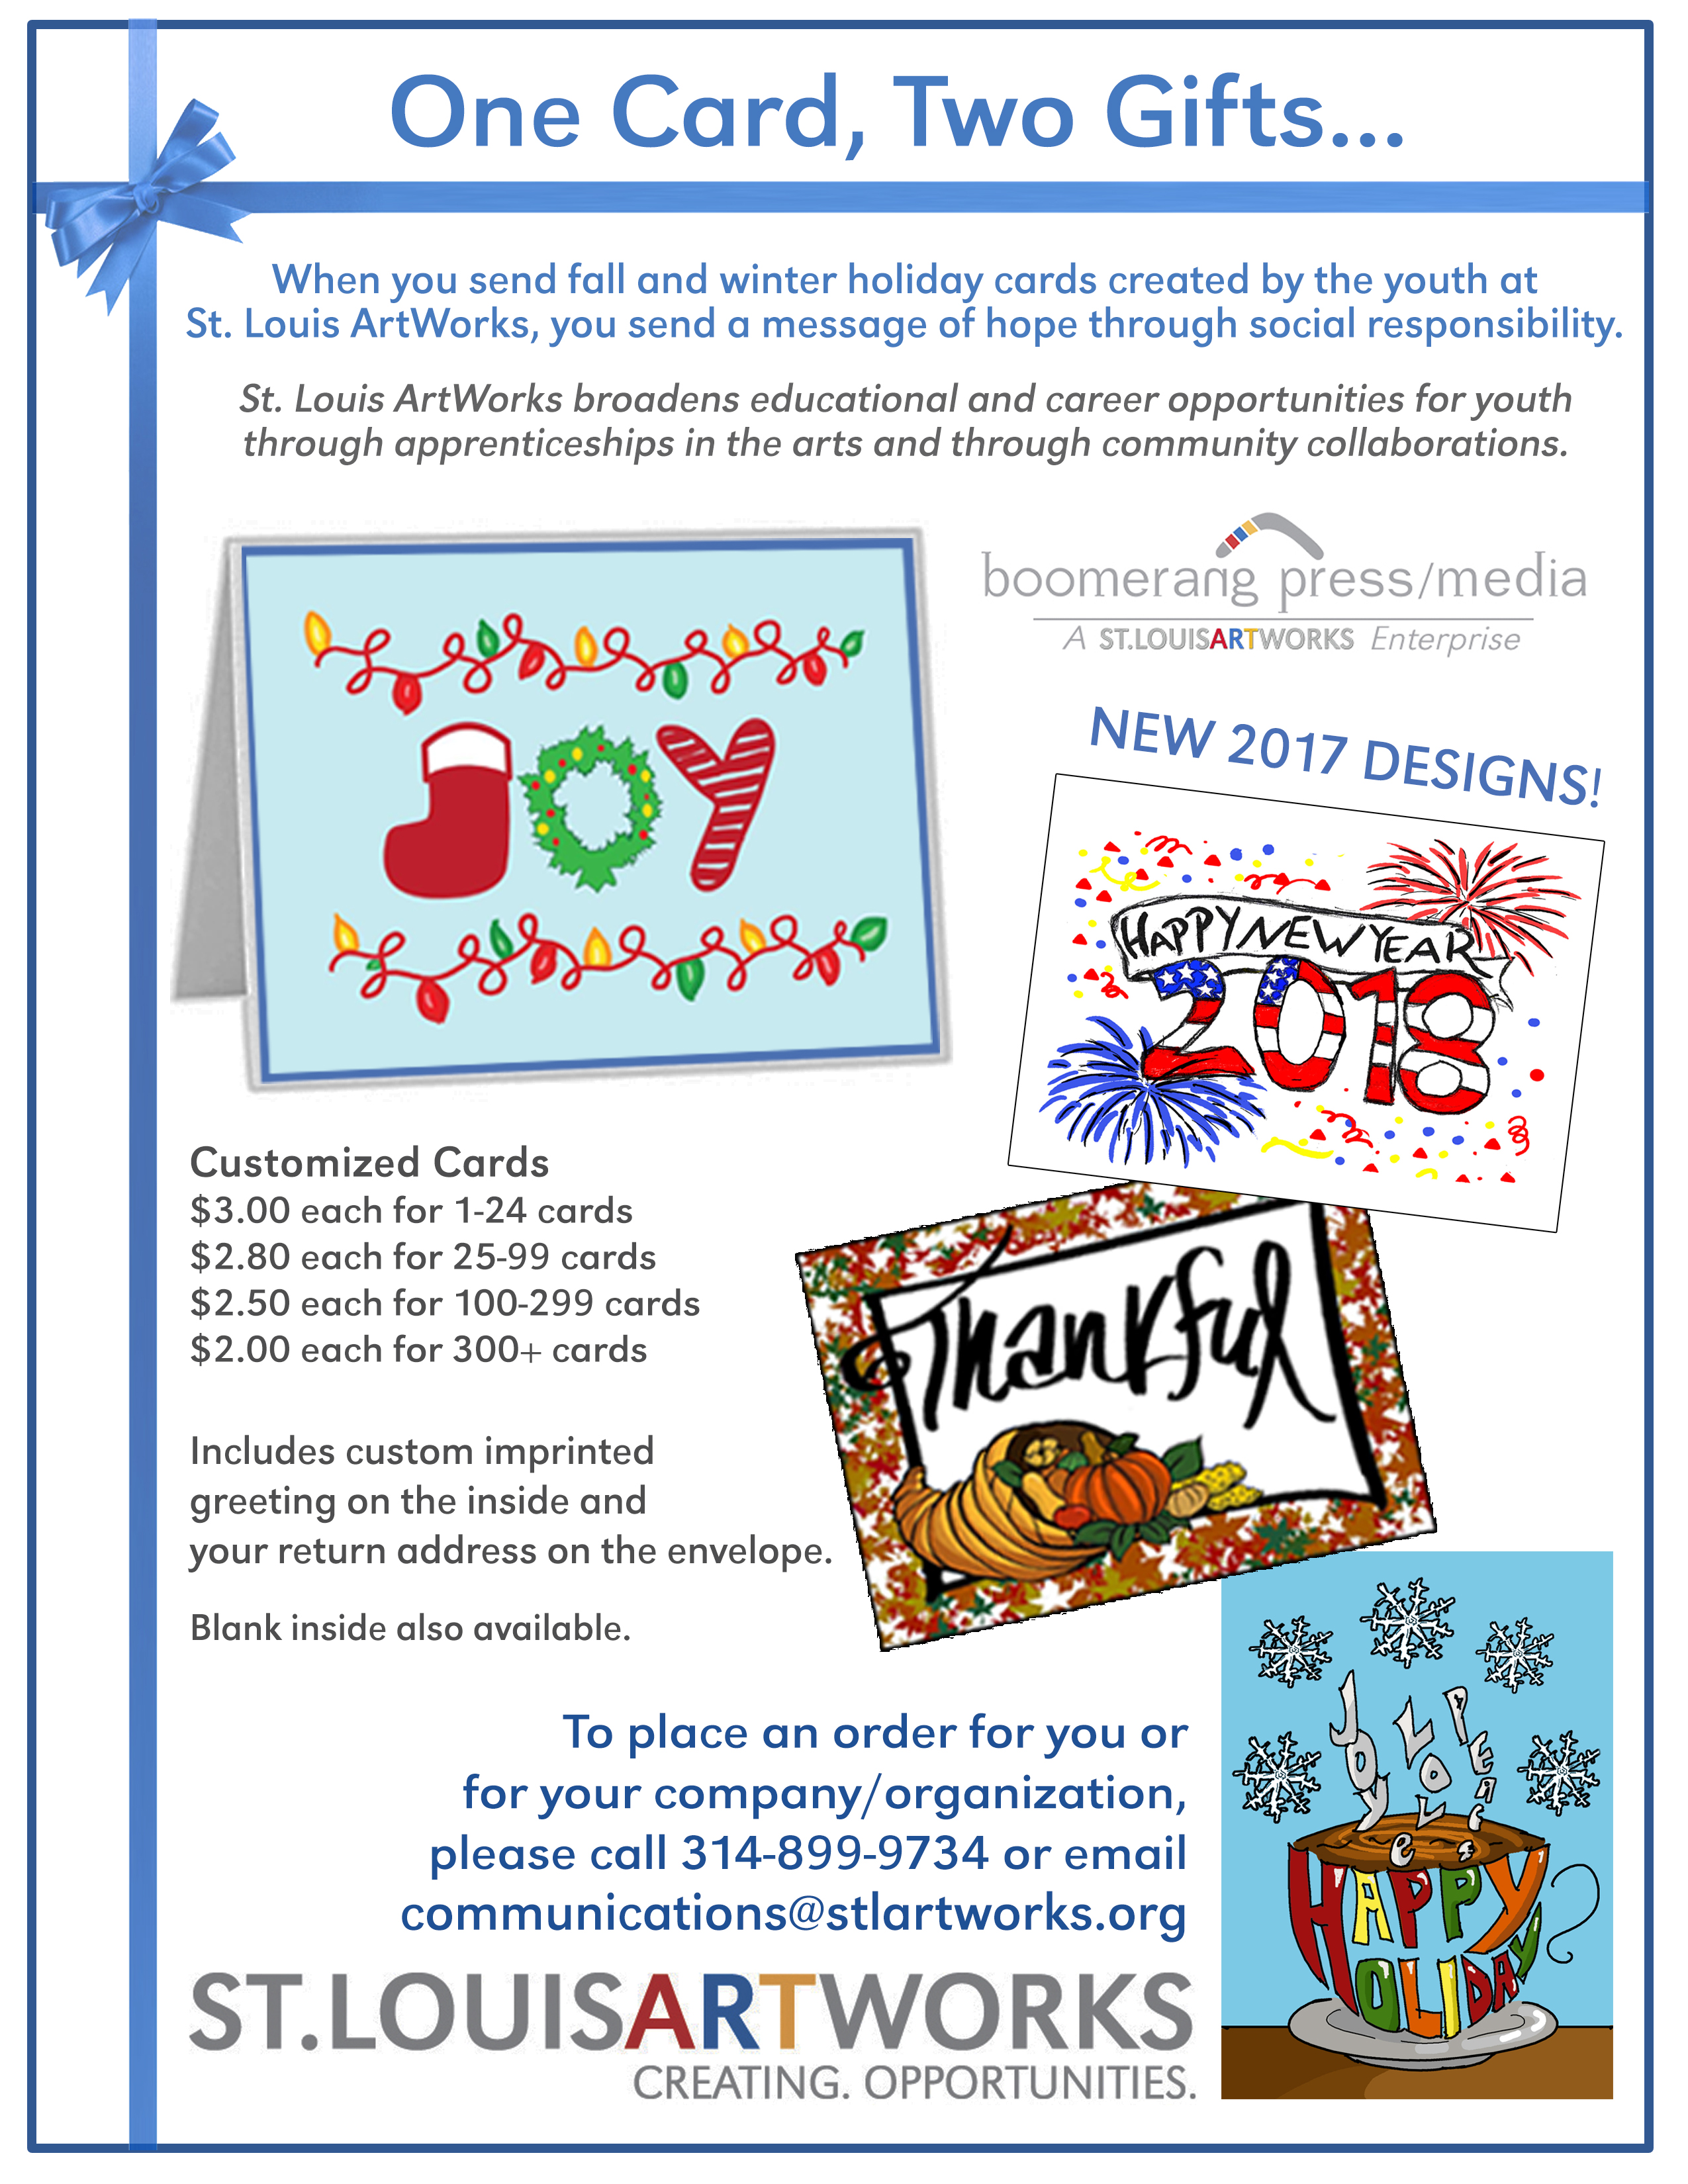 One Card, Two Gifts...
When you send fall and winter holiday cards created by the youth at
St. Louis ArtWorks, you send a message of hope through social responsibility.
St. Louis ArtWorks broadens educational and career opportunities for youth
through apprenticeships in the arts and through community collaborations.
JOY
boomerang press/media
A ST.LOUISARTWORKS Enterprise
NEW 2017 DESIGNS!
HAPPY NEW YEAR
2018
Customized Cards
$3.00 each for 1-24 cards
$2.80 each for 25-99 cards
$2.50 each for 100-299 cards
$2.00 each for 300+ cards
Thankful
Includes custom imprinted
greeting on the inside and
your return address on the envelope.
Blank inside also available.
To place an order for you or
for your company/organization,
please call 314-899-9734 or email
communications@stlartworks.org
JOY
LOVe
PEACE
HAPPY
HOLIDAY
ST.LOUISARTWORKS
CREATING. OPPORTUNITIES.